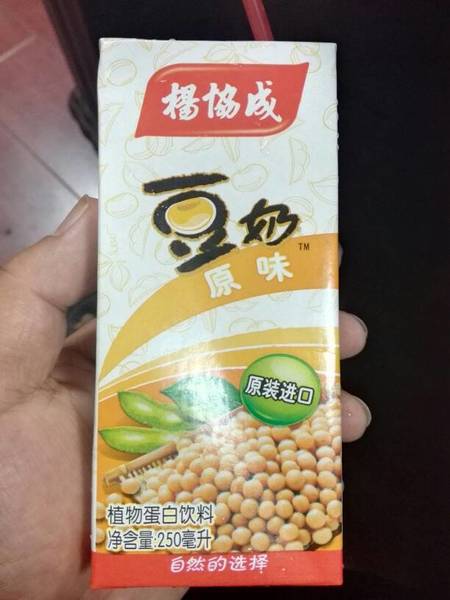 楊協成
豆奶™
原味
原装进口
植物蛋白饮料
净含量:250毫升
自然的选择